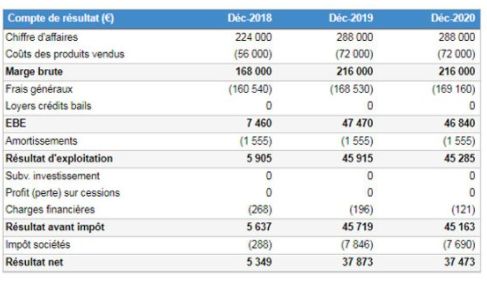 Compte de résultat (€) Déc-2018 Déc-2019 Déc-2020
Chiffre d'affaires 224 000 288 000 288 000
Coûts des produits vendus (56 000) (72 000) (72 000)
Marge brute 168 000 216 000 216 000
Frais généraux (160 540) (168 530) (169 160)
Loyers crédits bails 0 0 0
EBE 7 460 47 470 46 840
Amortissements (1 555) (1 555) (1 555)
Résultat d'exploitation 5 905 45 915 45 285
Subv. investissement 0 0 0
Profit (perte) sur cessions 0 0 0
Charges financières (268) (196) (121)
Résultat avant impôt 5 637 45 719 45 163
Impôt sociétés (288) (7 846) (7 690)
Résultat net 5 349 37 873 37 473